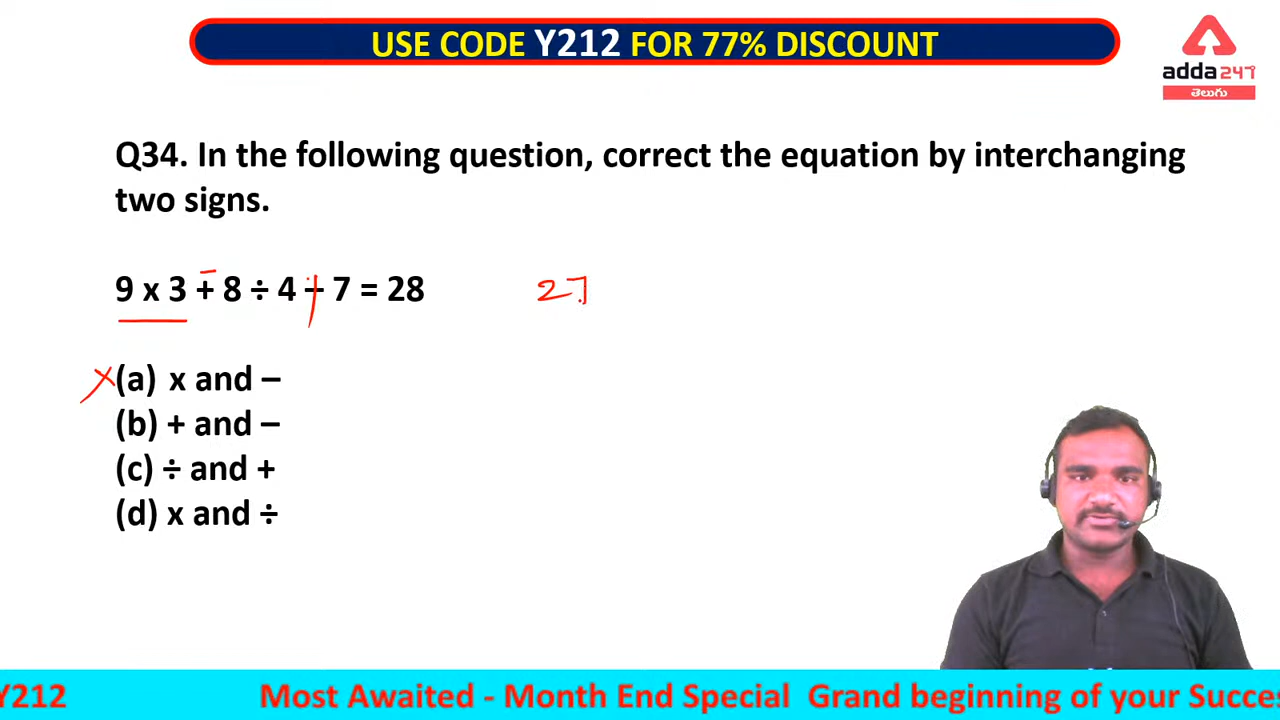 USE CODE Y212 FOR 77% DISCOUNT
adda247
తెలుగు
Q34. In the following question, correct the equation by interchanging
two signs.
9 x 3 + 8 ÷ 4 – 7 = 28
27
(a) x and –
(b) + and –
(c) ÷ and +
(d) x and ÷
Y212 Most Awaited - Month End Special Grand beginning of your Succes